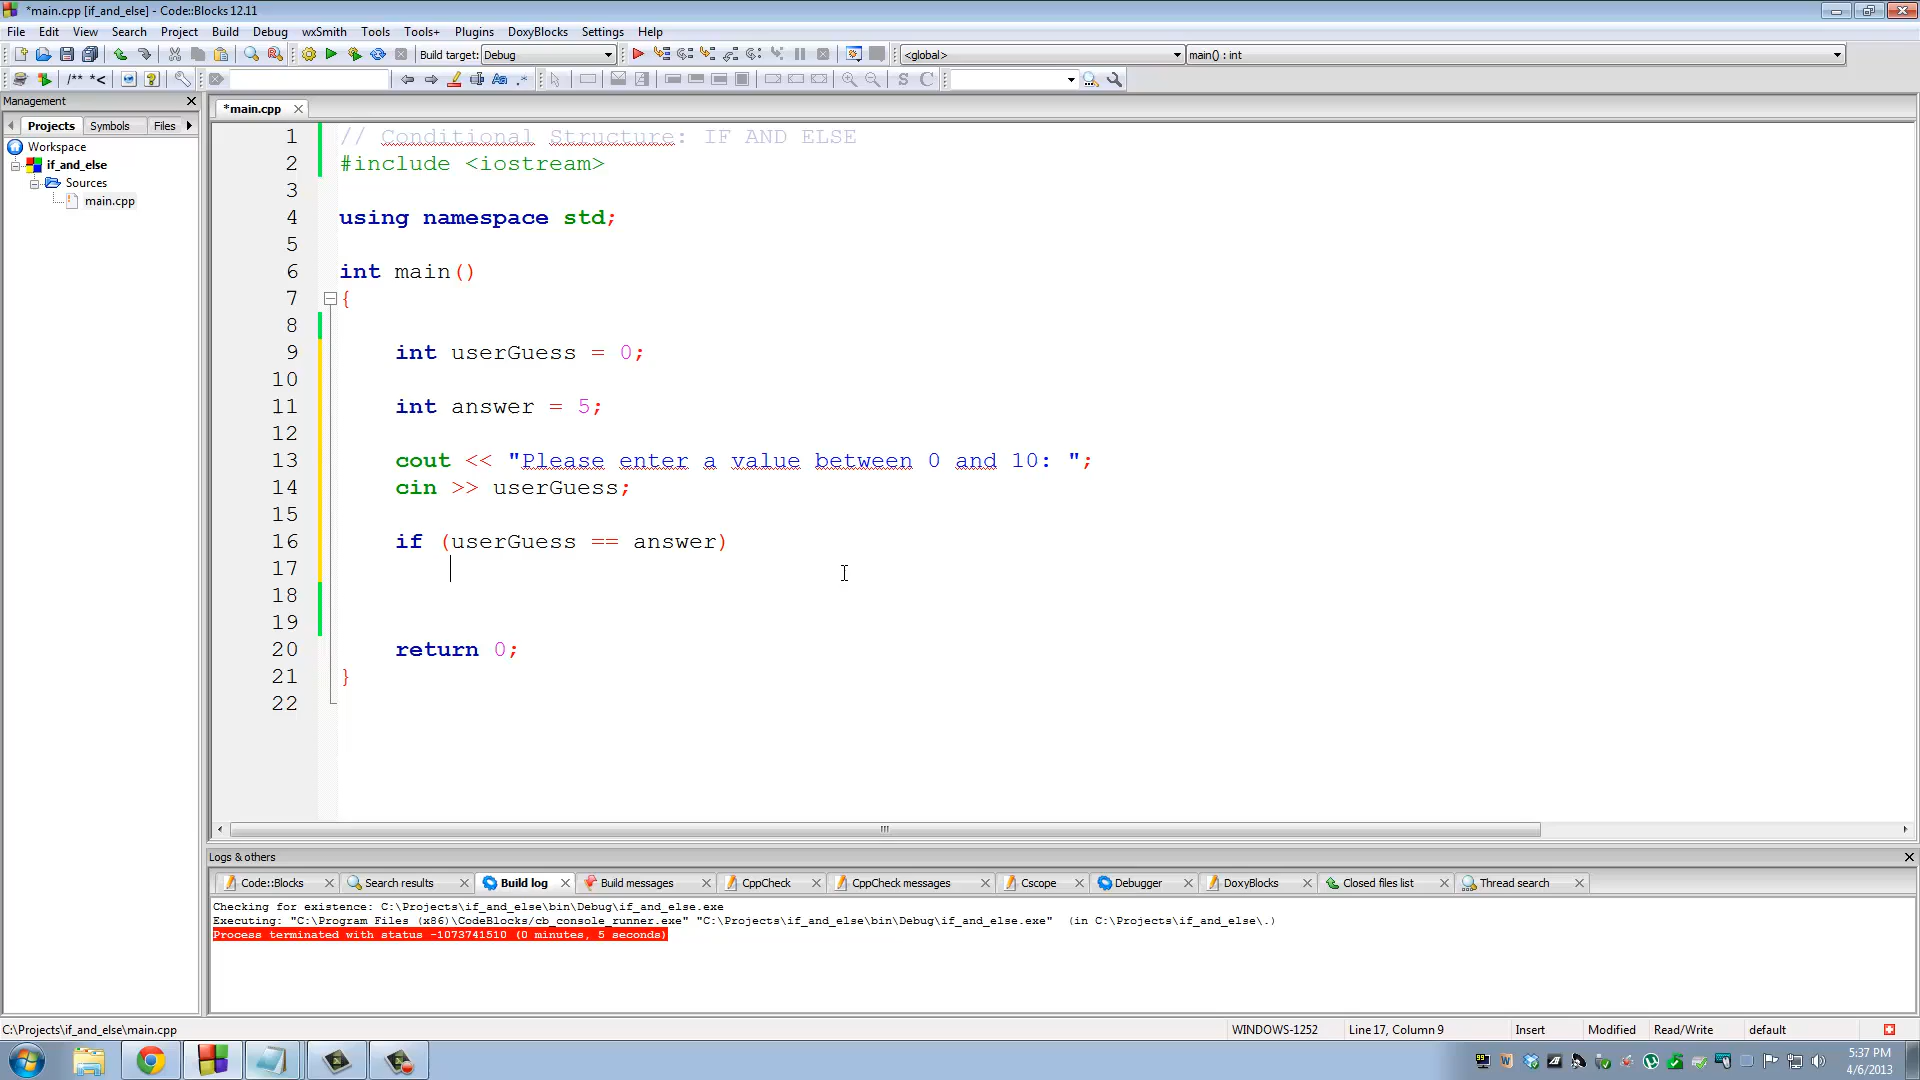 *main.cpp [if_and_else] - Code::Blocks 12.11
File Edit View Search Project Build Debug wxSmith Tools Tools+ Plugins DoxyBlocks Settings Help
Build target: Debug <global> main() : int
/** *<
Management
Projects Symbols Files
Workspace
if_and_else
Sources
main.cpp
*main.cpp
1 // Conditional Structure: IF AND ELSE
2 #include <iostream>
3
4 using namespace std;
5
6 int main()
7 {
8
9 int userGuess = 0;
10
11 int answer = 5;
12
13 cout << "Please enter a value between 0 and 10: ";
14 cin >> userGuess;
15
16 if (userGuess == answer)
17
18
19
20 return 0;
21 }
22
Logs & others
Code::Blocks Search results Build log Build messages CppCheck CppCheck messages Cscope Debugger DoxyBlocks Closed files list Thread search
Checking for existence: C:\Projects\if_and_else\bin\Debug\if_and_else.exe
Executing: "C:\Program Files (x86)\CodeBlocks/cb_console_runner.exe" "C:\Projects\if_and_else\bin\Debug\if_and_else.exe" (in C:\Projects\if_and_else\.)
Process terminated with status -1073741510 (0 minutes, 5 seconds)
C:\Projects\if_and_else\main.cpp WINDOWS-1252 Line 17, Column 9 Insert Modified Read/Write default
5:37 PM
4/6/2013